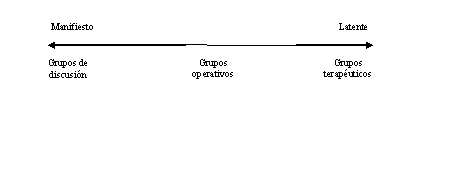 Manifiesto Latente
Grupos de Grupos Grupos
discusión operativos terapéuticos